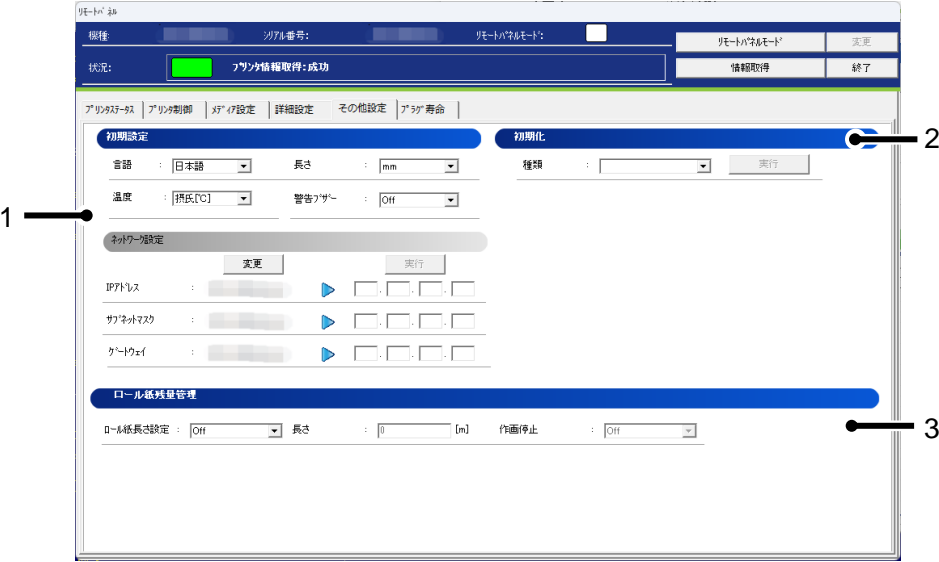 リモートパネル
機種: シリアル番号: リモートパネルモード: リモートパネルモード 変更
状況: プリンタ情報取得:成功 情報取得 終了
プリンタステータス プリンタ制御 メディア設定 詳細設定 その他設定 プラグ寿命
初期設定 初期化 2
言語 : 日本語 長さ : mm 種類 : 実行
温度 : 摂氏[℃] 警告ブザー : Off
1
ネットワーク設定
変更 実行
IPアドレス : . . .
サブネットマスク : . . .
ゲートウェイ : . . .
ロール紙残量管理
ロール紙長さ設定 : Off 長さ : 0 [m] 作画停止 : Off 3